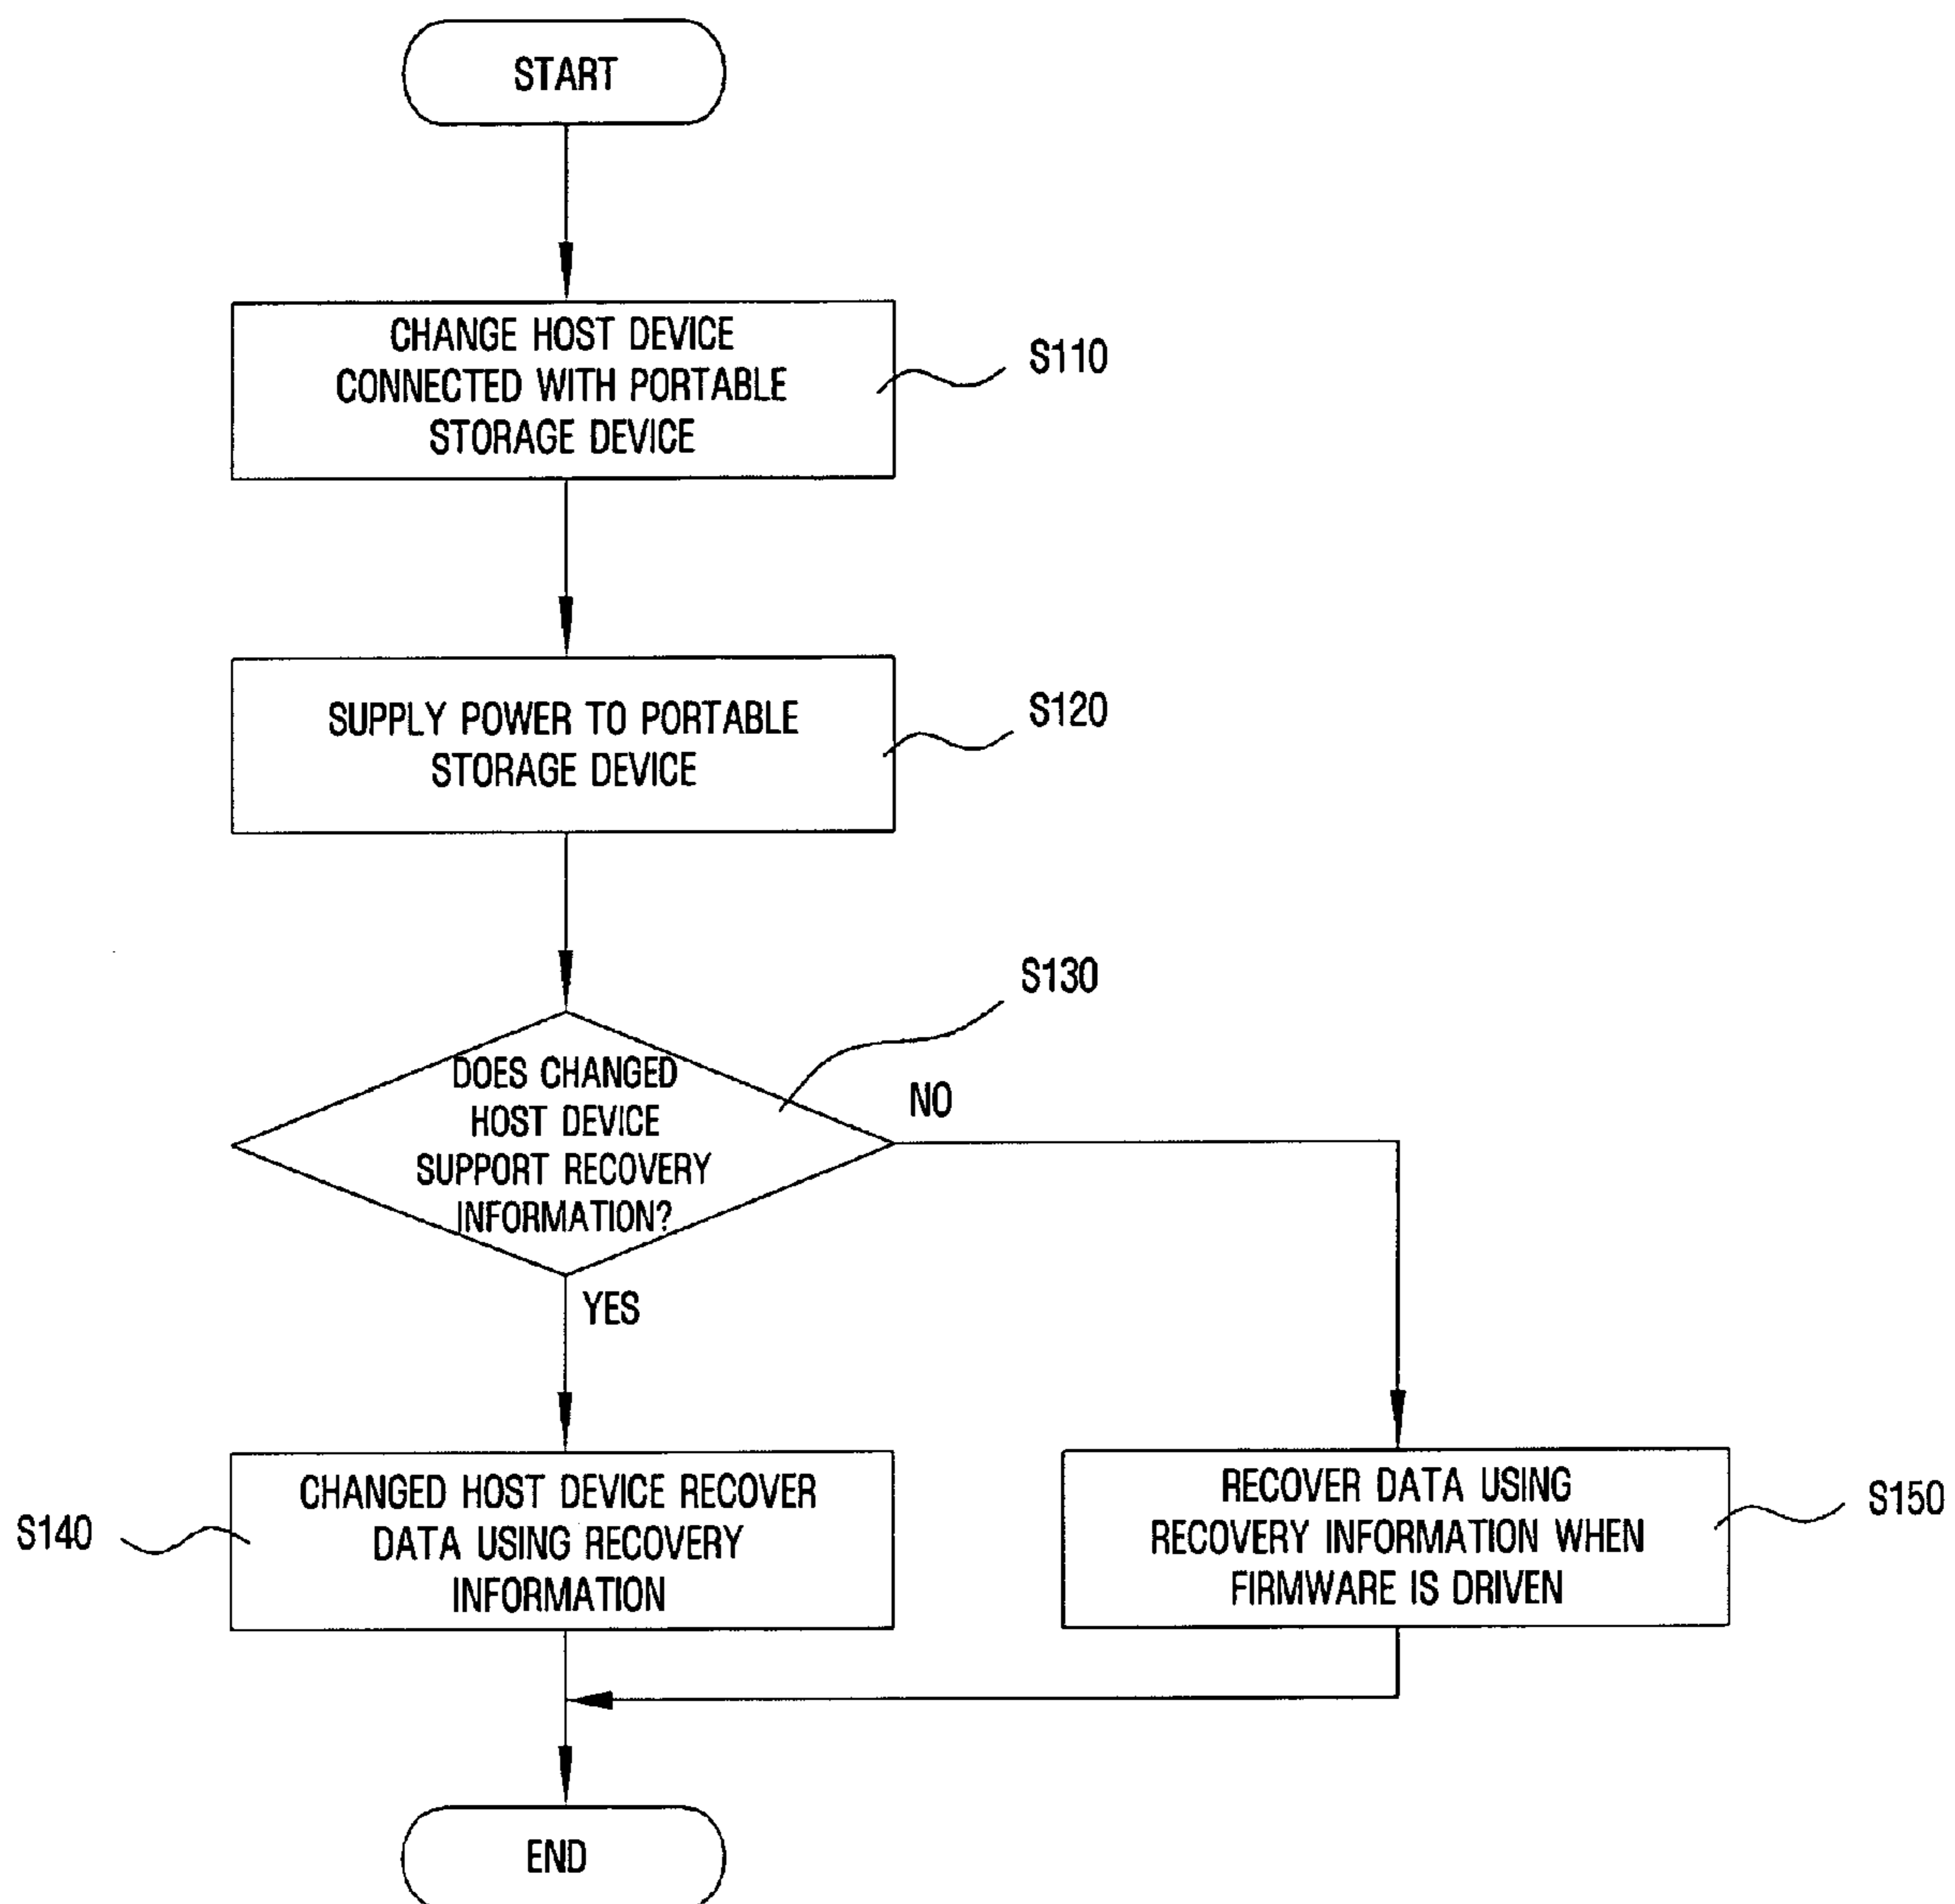 START
CHANGE HOST DEVICE
CONNECTED WITH PORTABLE
STORAGE DEVICE
S110
SUPPLY POWER TO PORTABLE
STORAGE DEVICE
S120
S130
DOES CHANGED
HOST DEVICE
SUPPORT RECOVERY
INFORMATION?
NO
YES
S140
CHANGED HOST DEVICE RECOVER
DATA USING RECOVERY
INFORMATION
RECOVER DATA USING
RECOVERY INFORMATION WHEN
FIRMWARE IS DRIVEN
S150
END